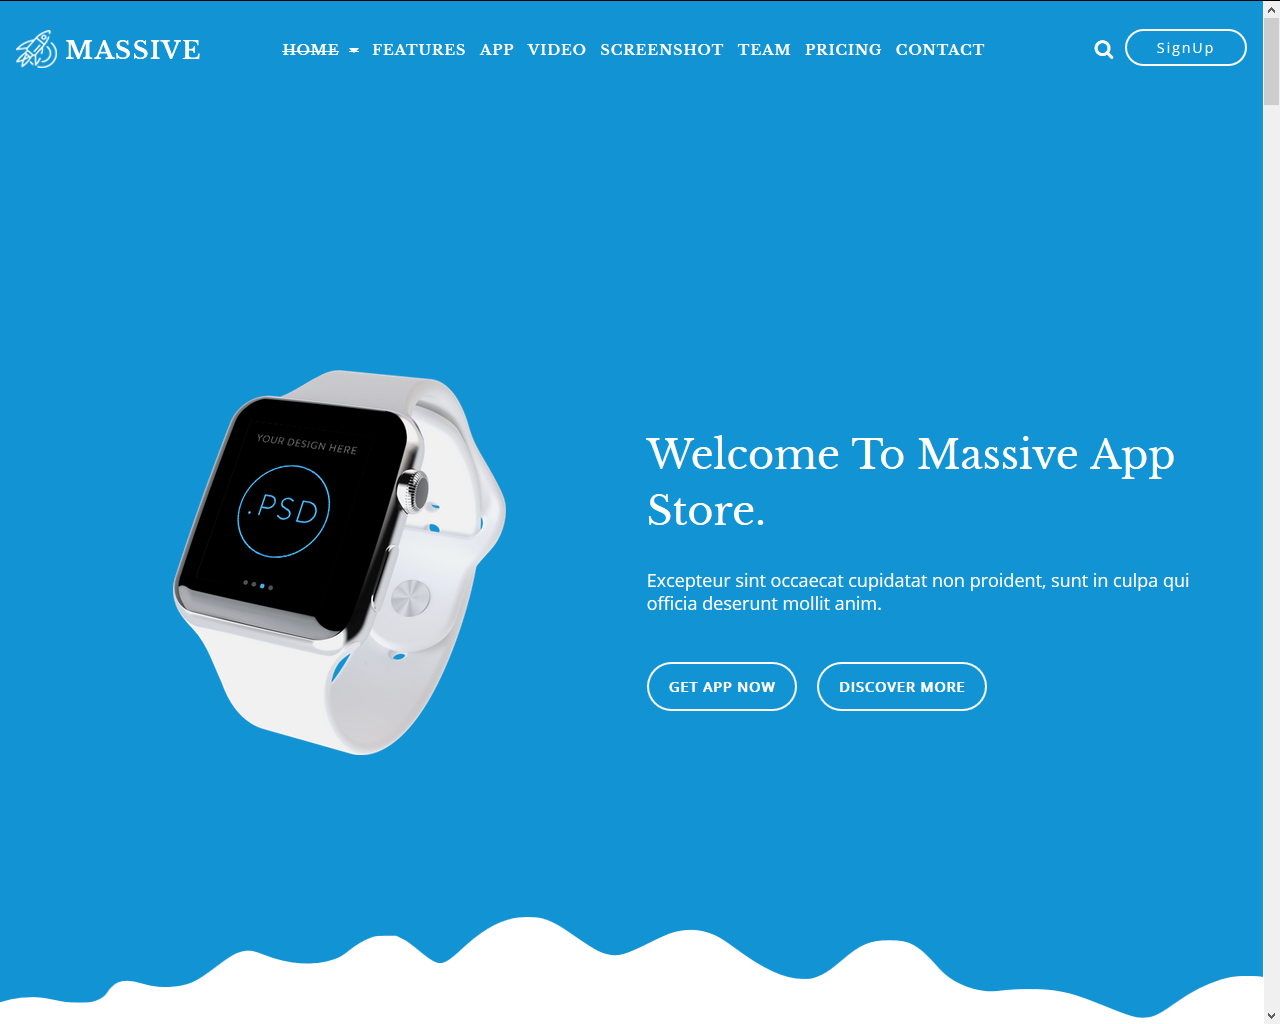 MASSIVE
HOME FEATURES APP VIDEO SCREENSHOT TEAM PRICING CONTACT
SignUp
YOUR DESIGN HERE
.PSD
Welcome To Massive App
Store.
Excepteur sint occaecat cupidatat non proident, sunt in culpa qui
officia deserunt mollit anim.
GET APP NOW
DISCOVER MORE